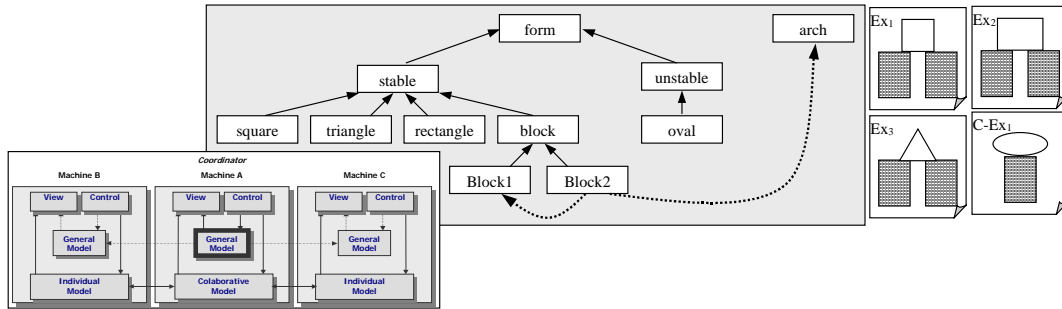 form
arch
stable
unstable
square
triangle
rectangle
block
oval
Block1
Block2
Ex1
Ex2
Ex3
C-Ex1
Coordinator
Machine B
Machine A
Machine C
View
Control
View
Control
View
Control
General
Model
General
Model
General
Model
Individual
Model
Colaborative
Model
Individual
Model